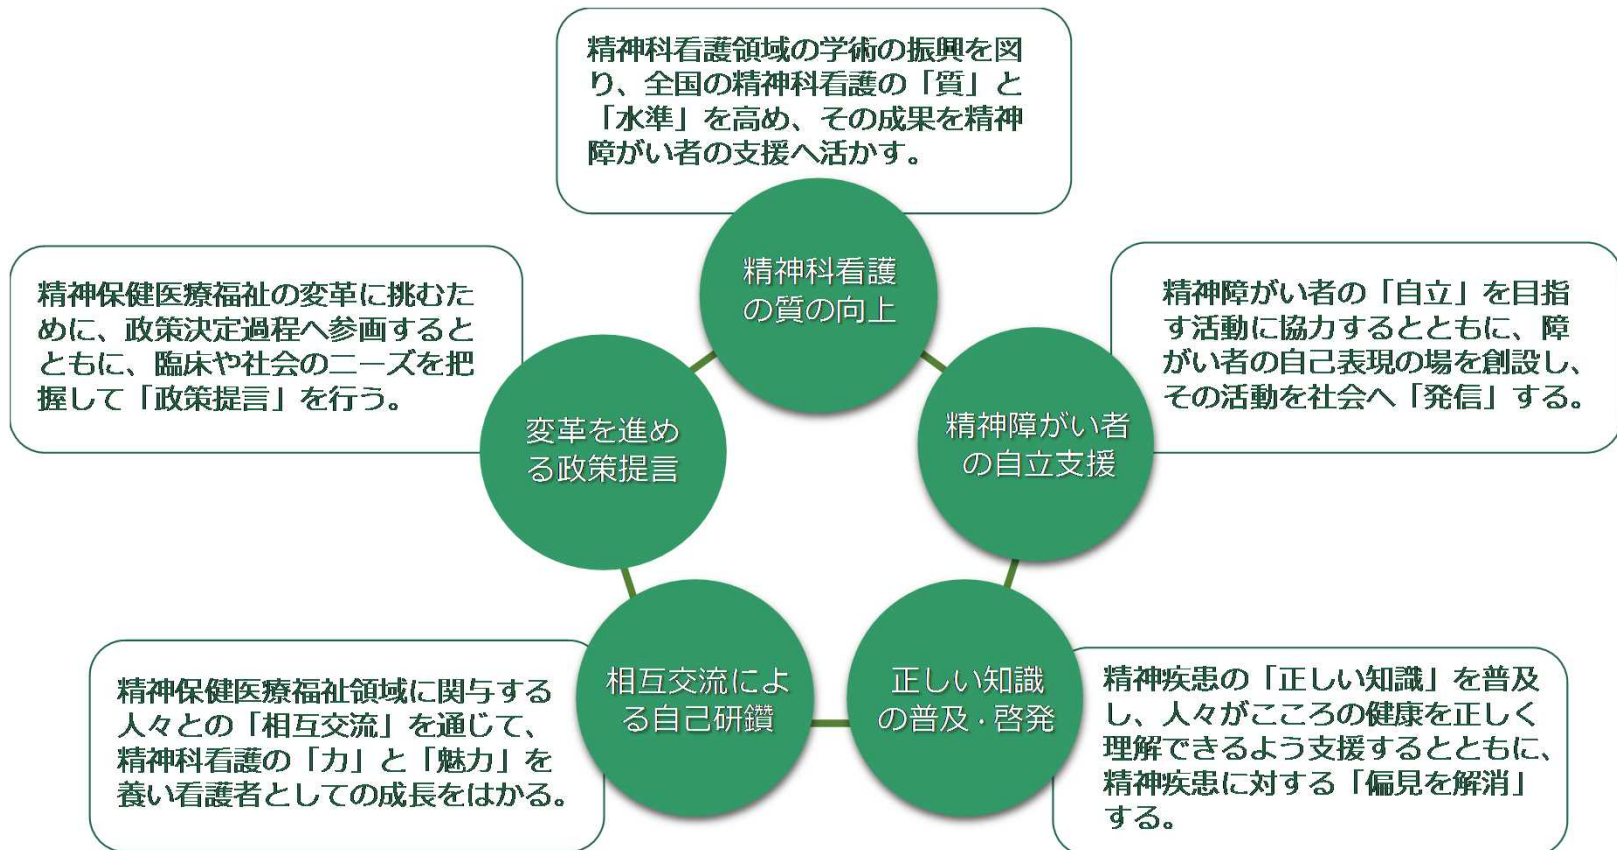 精神科看護領域の学術の振興を図
り、全国の精神科看護の「質」と
「水準」を高め、その成果を精神
障がい者の支援へ活かす。
精神科看護
の質の向上
精神障がい者の「自立」を目指
す活動に協力するとともに、障
がい者の自己表現の場を創設し、
その活動を社会へ「発信」する。
精神障がい者
の自立支援
精神疾患の「正しい知識」を普及
し、人々がこころの健康を正しく
理解できるよう支援するとともに、
精神疾患に対する「偏見を解消」
する。
正しい知識
の普及・啓発
精神保健医療福祉領域に関与する
人々との「相互交流」を通じて、
精神科看護の「力」と「魅力」を
養い看護者としての成長をはかる。
相互交流によ
る自己研鑽
精神保健医療福祉の変革に挑むた
めに、政策決定過程へ参画すると
ともに、臨床や社会のニーズを把
握して「政策提言」を行う。
変革を進め
る政策提言